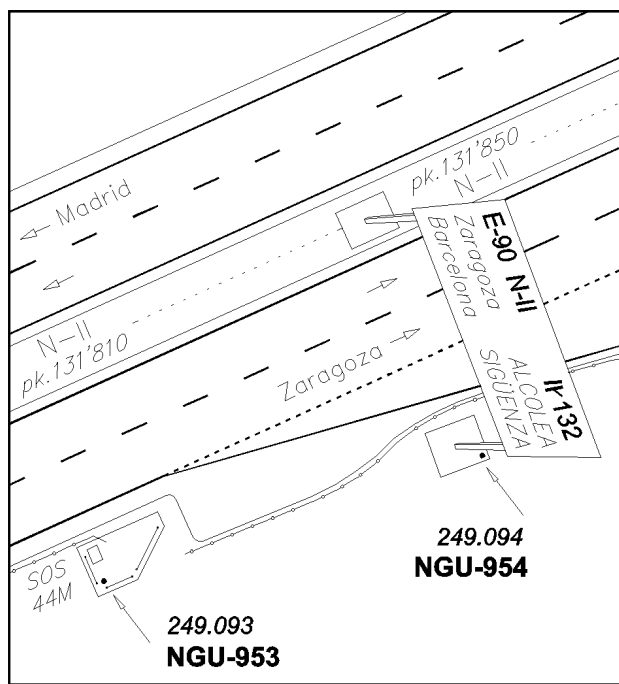 ← Madrid
pk.131'850
N-II
E-90 N-II
Zaragoza
Barcelona
N-II
pk.131'810
Zaragoza →
132
ALCOLEA
SIGÜENZA
SOS
44M
249.094
NGU-954
249.093
NGU-953